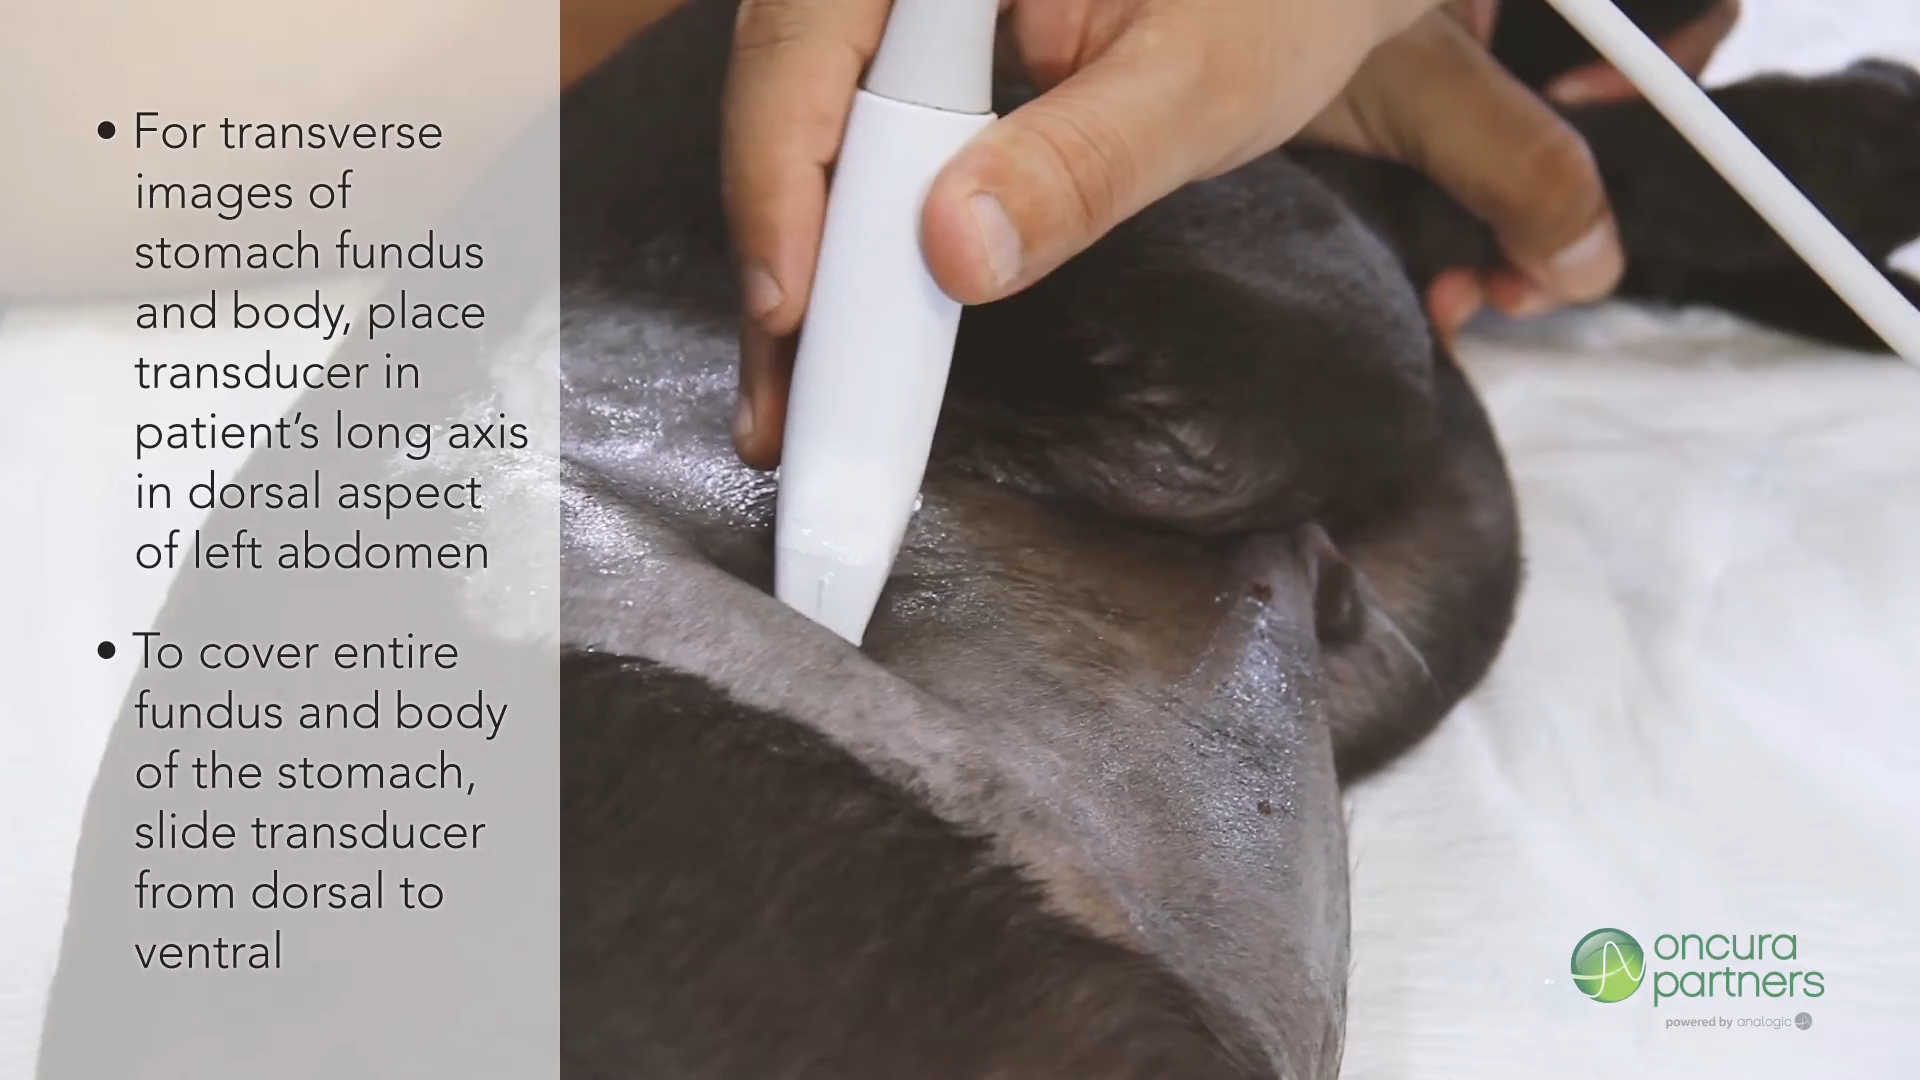 • For transverse
images of
stomach fundus
and body, place
transducer in
patient’s long axis
in dorsal aspect
of left abdomen
• To cover entire
fundus and body
of the stomach,
slide transducer
from dorsal to
ventral
oncura
partners
powered by analogic